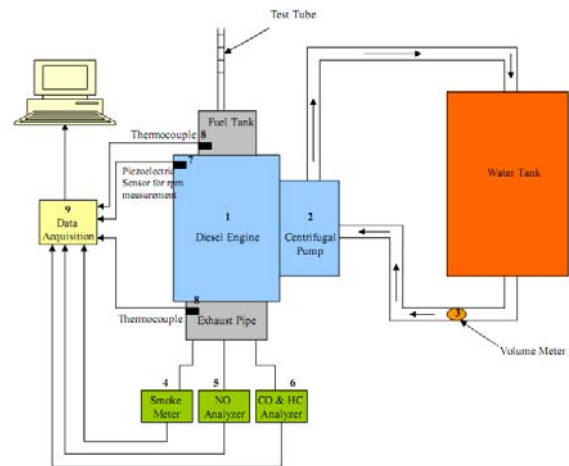 Test Tube
Fuel Tank
Thermocouple
8
7
Piezoelectric
Sensor for rpm
measurement
1
Diesel Engine
2
Centrifugal
Pump
Water Tank
9
Data
Acquisition
8
Thermocouple
Exhaust Pipe
3
Volume Meter
4
Smoke
Meter
5
NO
Analyzer
6
CO & HC
Analyzer